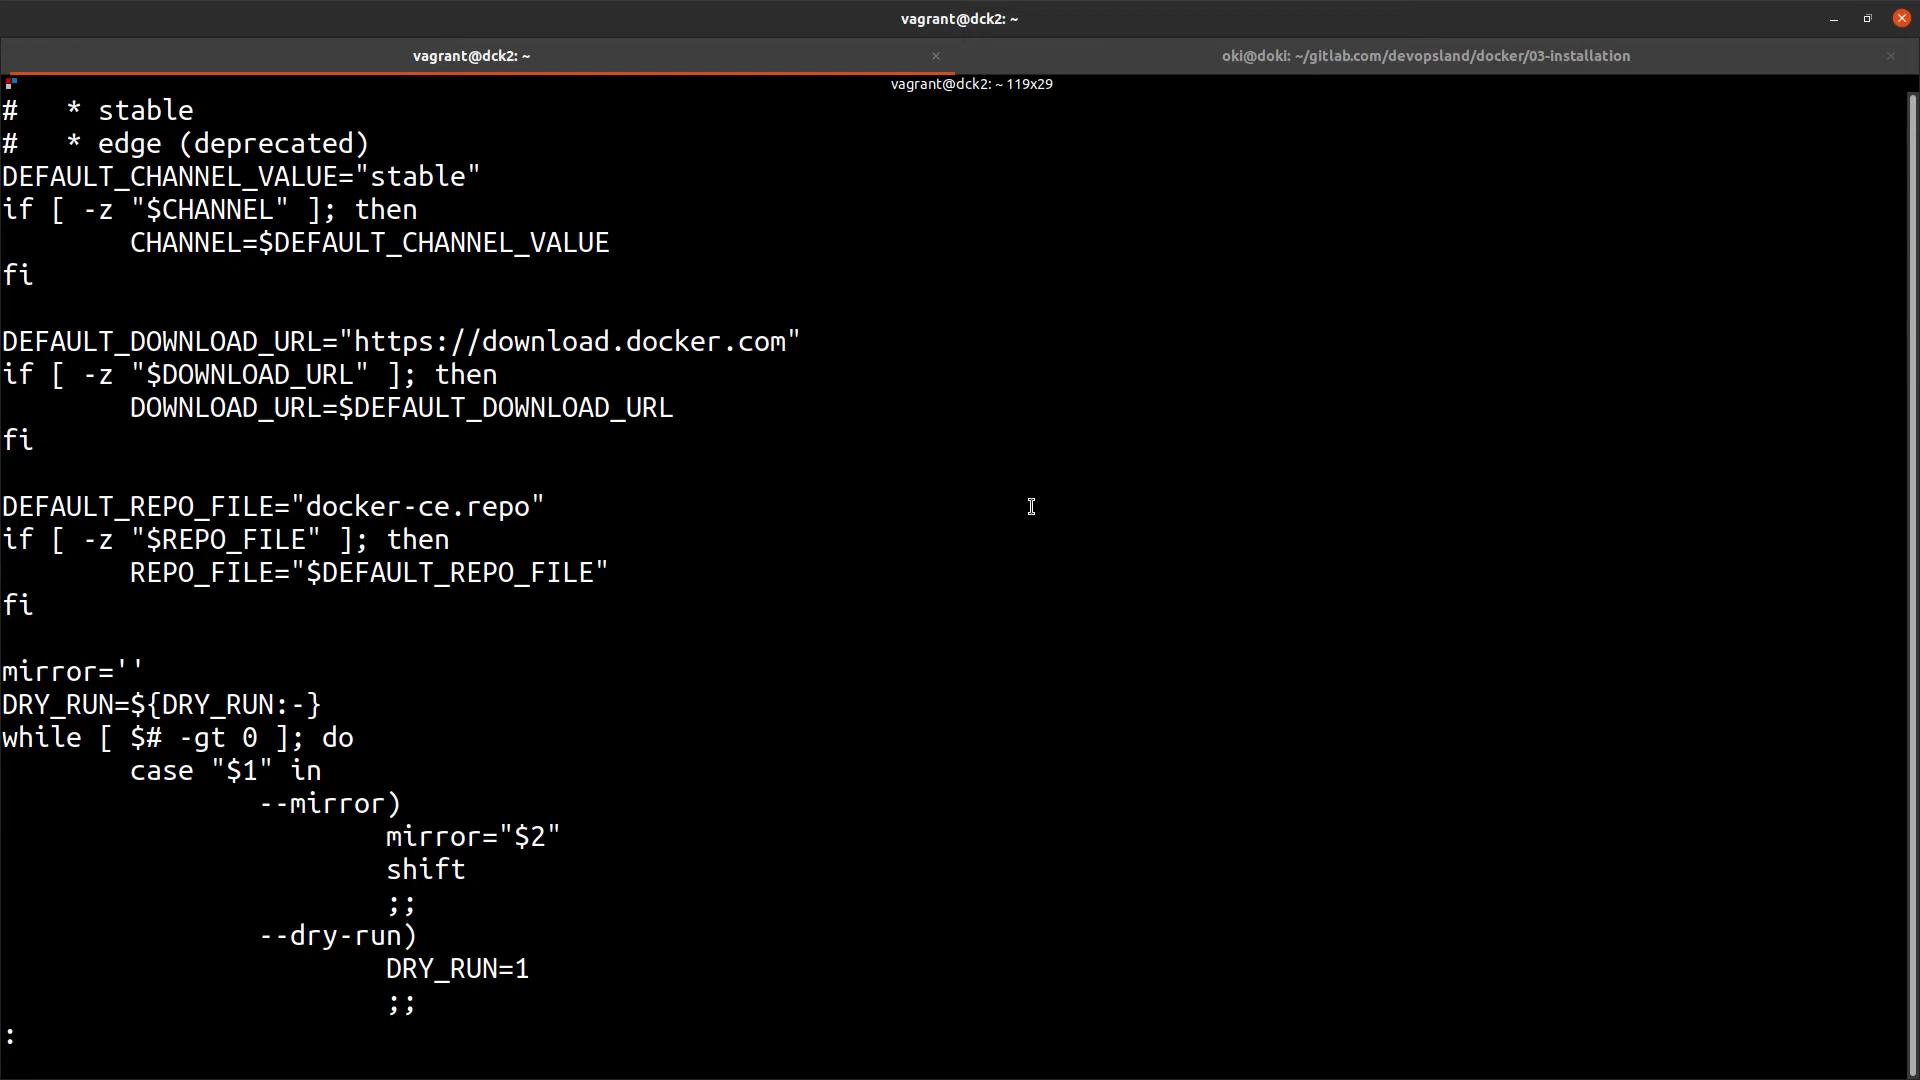 vagrant@dck2: ~
vagrant@dck2: ~
oki@doki: ~/gitlab.com/devopsland/docker/03-installation
vagrant@dck2: ~ 119x29
#   * stable
#   * edge (deprecated)
DEFAULT_CHANNEL_VALUE="stable"
if [ -z "$CHANNEL" ]; then
        CHANNEL=$DEFAULT_CHANNEL_VALUE
fi

DEFAULT_DOWNLOAD_URL="https://download.docker.com"
if [ -z "$DOWNLOAD_URL" ]; then
        DOWNLOAD_URL=$DEFAULT_DOWNLOAD_URL
fi

DEFAULT_REPO_FILE="docker-ce.repo"
if [ -z "$REPO_FILE" ]; then
        REPO_FILE="$DEFAULT_REPO_FILE"
fi

mirror=''
DRY_RUN=${DRY_RUN:-}
while [ $# -gt 0 ]; do
        case "$1" in
                --mirror)
                        mirror="$2"
                        shift
                        ;;
                --dry-run)
                        DRY_RUN=1
                        ;;
: